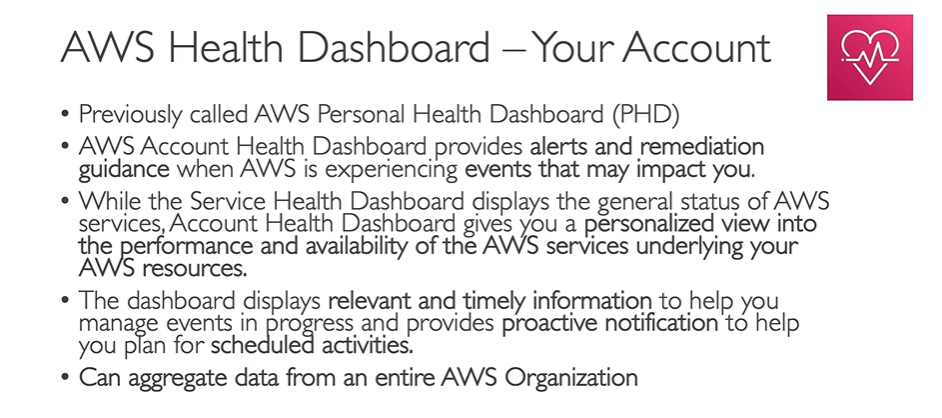 AWS Health Dashboard – Your Account
• Previously called AWS Personal Health Dashboard (PHD)
• AWS Account Health Dashboard provides alerts and remediation
guidance when AWS is experiencing events that may impact you.
• While the Service Health Dashboard displays the general status of AWS
services, Account Health Dashboard gives you a personalized view into
the performance and availability of the AWS services underlying your
AWS resources.
• The dashboard displays relevant and timely information to help you
manage events in progress and provides proactive notification to help
you plan for scheduled activities.
• Can aggregate data from an entire AWS Organization